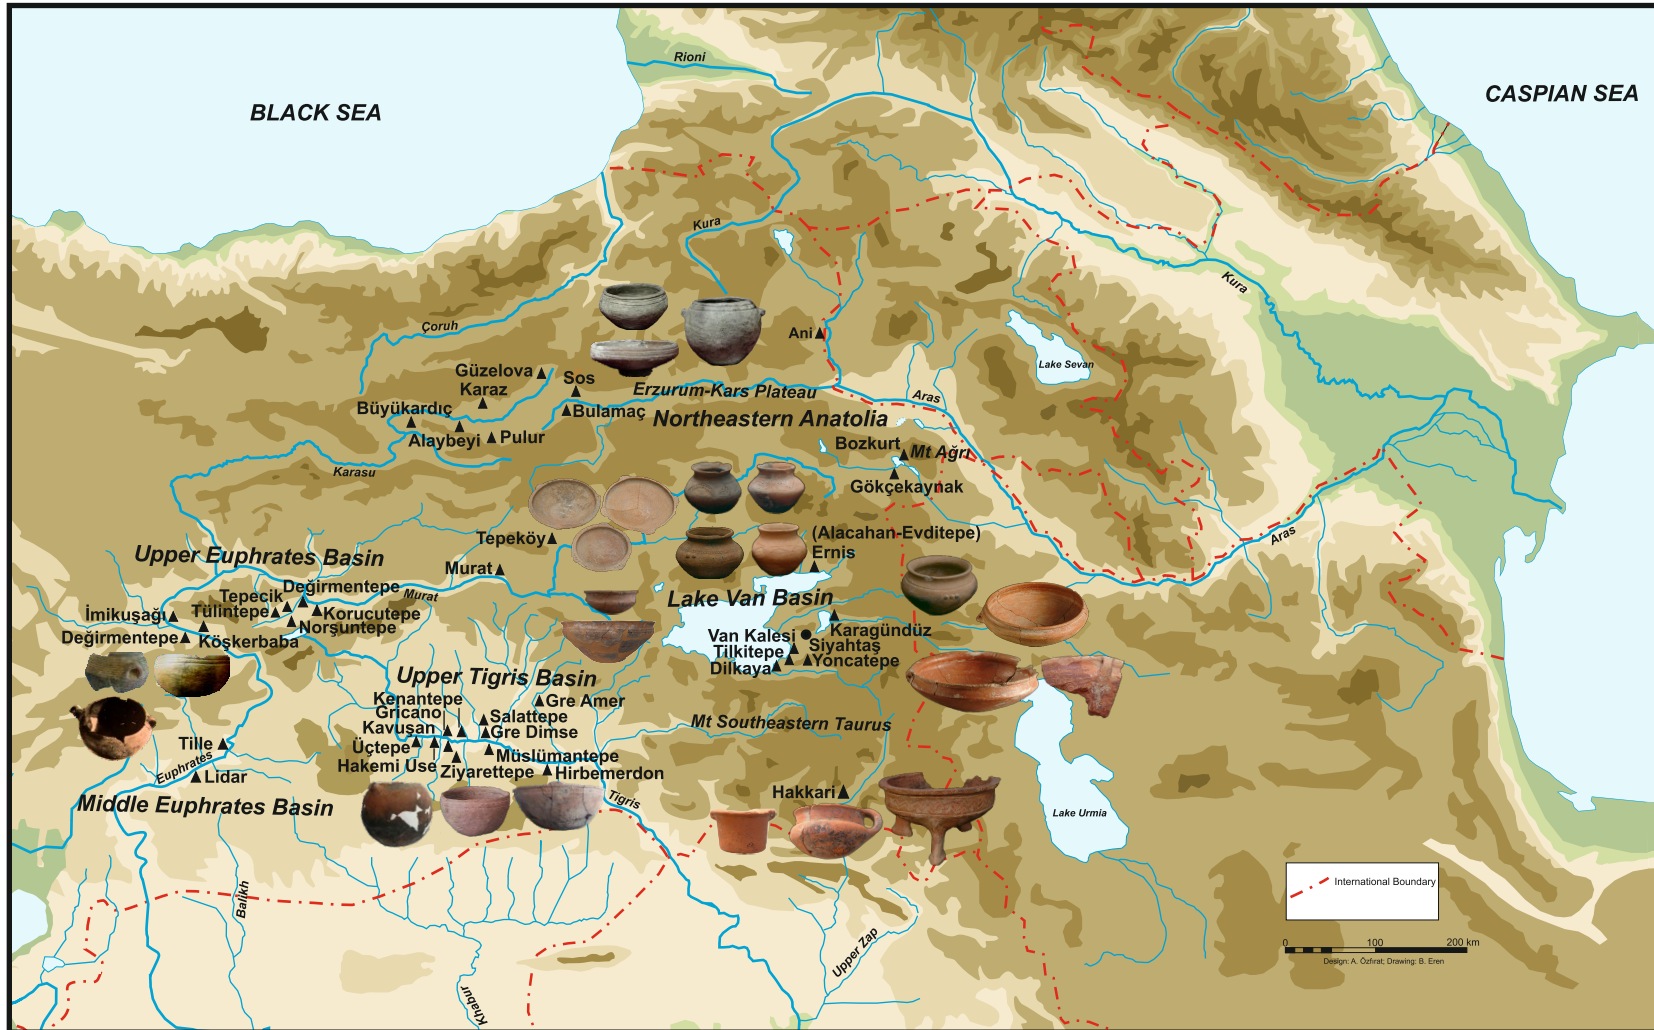 Rioni
BLACK SEA
CASPIAN SEA
Kura
Kura
Çoruh
Ani
Lake Sevan
Güzelova
Karaz
Sos
Erzurum-Kars Plateau
Aras
Büyükardıç
Bulamaç
Northeastern Anatolia
Alaybeyi
Pulur
Bozkurt
Mt Ağrı
Karasu
Gökçekaynak
Tepeköy
(Alacahan-Evditepe)
Ernis
Aras
Upper Euphrates Basin
Murat
Değirmentepe
Tepecik
Murat
Lake Van Basin
İmikuşağı
Tülintepe
Korucutepe
Norşuntepe
Karagündüz
Değirmentepe
Köşkerbaba
Van Kalesi
Siyahtaş
Tilkitepe
Yoncatepe
Dilkaya
Upper Tigris Basin
Kenantepe
Gre Amer
Gricano
Salattepe
Kavuşan
Gre Dimse
Mt Southeastern Taurus
Tille
Üçtepe
Müslümantepe
Hakemi Use
Ziyarettepe
Hirbemerdon
Euphrates
Lidar
Hakkari
Middle Euphrates Basin
Tigris
Lake Urmia
Balikh
International Boundary
Upper Zap
0 100 200 km
Design: A. Özfırat; Drawing: B. Eren
Khabur